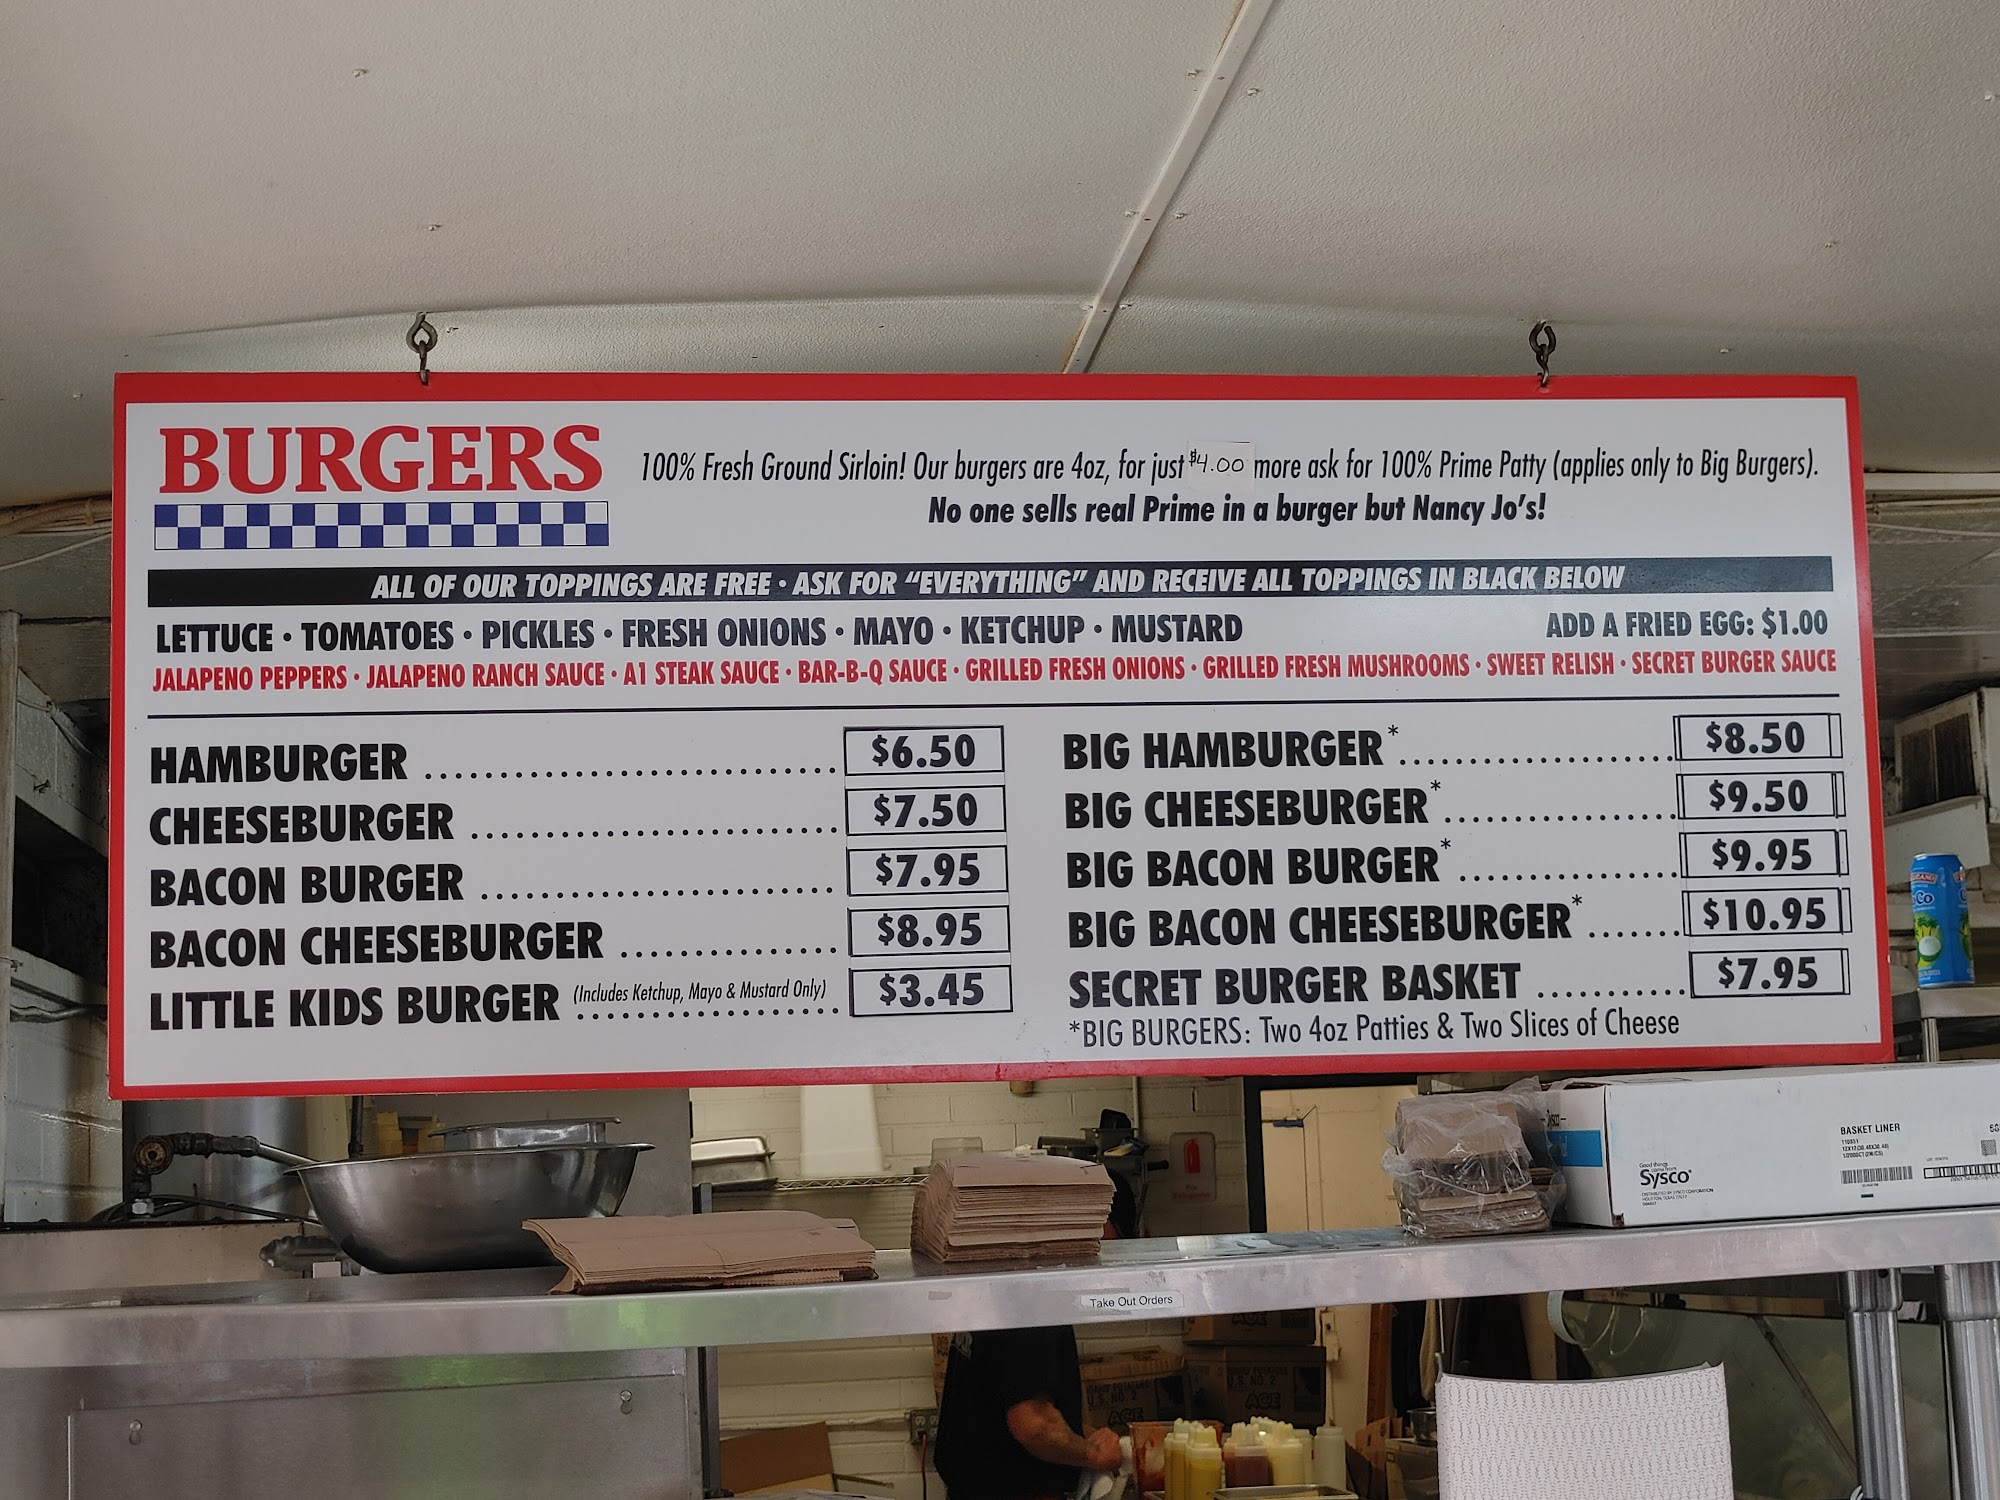 BURGERS
100% Fresh Ground Sirloin! Our burgers are 4oz, for just $4.00 more ask for 100% Prime Patty (applies only to Big Burgers).
No one sells real Prime in a burger but Nancy Jo's!
ALL OF OUR TOPPINGS ARE FREE • ASK FOR “EVERYTHING” AND RECEIVE ALL TOPPINGS IN BLACK BELOW
LETTUCE • TOMATOES • PICKLES • FRESH ONIONS • MAYO • KETCHUP • MUSTARD
ADD A FRIED EGG: $1.00
JALAPENO PEPPERS • JALAPENO RANCH SAUCE • A1 STEAK SAUCE • BAR-B-Q SAUCE • GRILLED FRESH ONIONS • GRILLED FRESH MUSHROOMS • SWEET RELISH • SECRET BURGER SAUCE
HAMBURGER $6.50
CHEESEBURGER $7.50
BACON BURGER $7.95
BACON CHEESEBURGER $8.95
LITTLE KIDS BURGER (Includes Ketchup, Mayo & Mustard Only) $3.45
BIG HAMBURGER* $8.50
BIG CHEESEBURGER* $9.50
BIG BACON BURGER* $9.95
BIG BACON CHEESEBURGER* $10.95
SECRET BURGER BASKET $7.95
*BIG BURGERS: Two 4oz Patties & Two Slices of Cheese
Good things
come from
Sysco
BASKET LINER
Take Out Orders
ACE
ACE
ACE